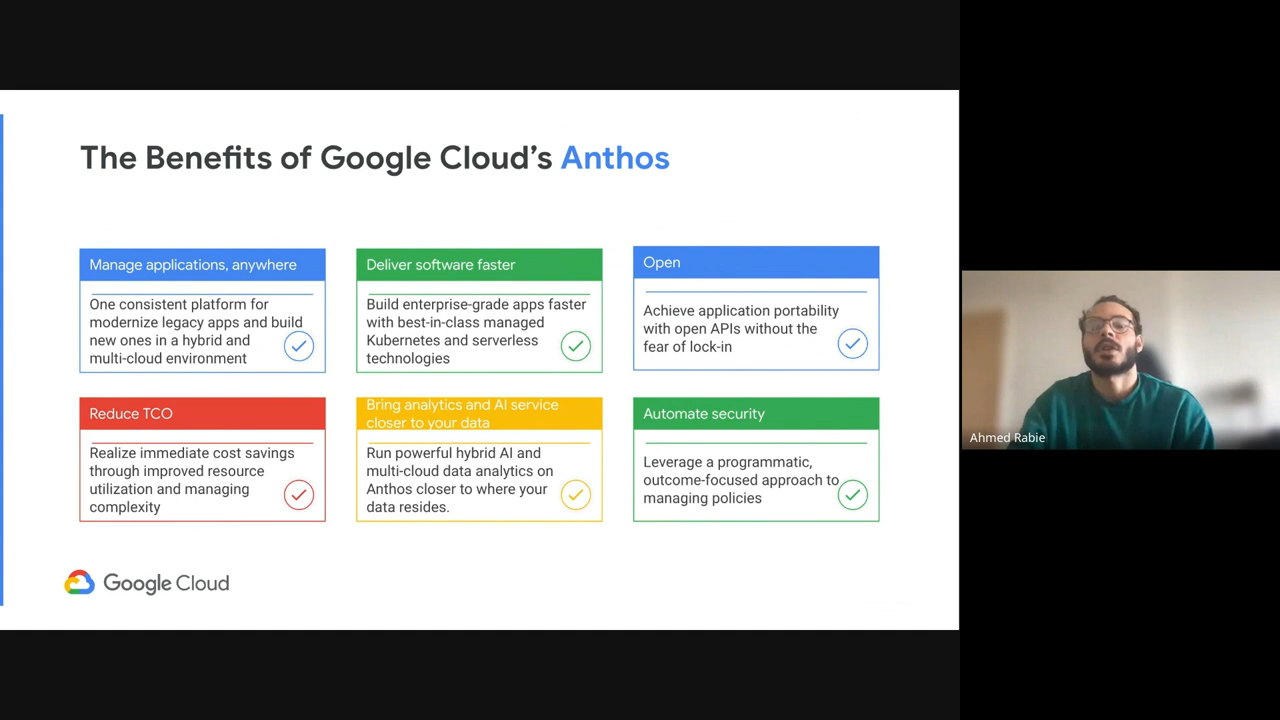 The Benefits of Google Cloud’s Anthos
Manage applications, anywhere
One consistent platform for
modernize legacy apps and build
new ones in a hybrid and
multi-cloud environment
Deliver software faster
Build enterprise-grade apps faster
with best-in-class managed
Kubernetes and serverless
technologies
Open
Achieve application portability
with open APIs without the
fear of lock-in
Reduce TCO
Realize immediate cost savings
through improved resource
utilization and managing
complexity
Bring analytics and AI service
closer to your data
Run powerful hybrid AI and
multi-cloud data analytics on
Anthos closer to where your
data resides.
Automate security
Leverage a programmatic,
outcome-focused approach to
managing policies
Google Cloud
Ahmed Rabie